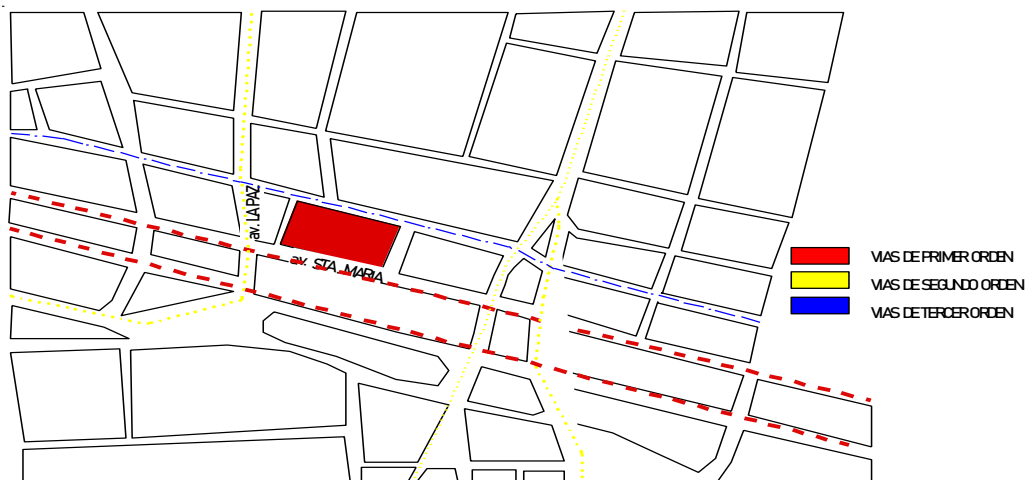 av. LA PAZ
av. STA. MARIA
VIAS DE PRIMER ORDEN
VIAS DE SEGUNDO ORDEN
VIAS DE TERCER ORDEN